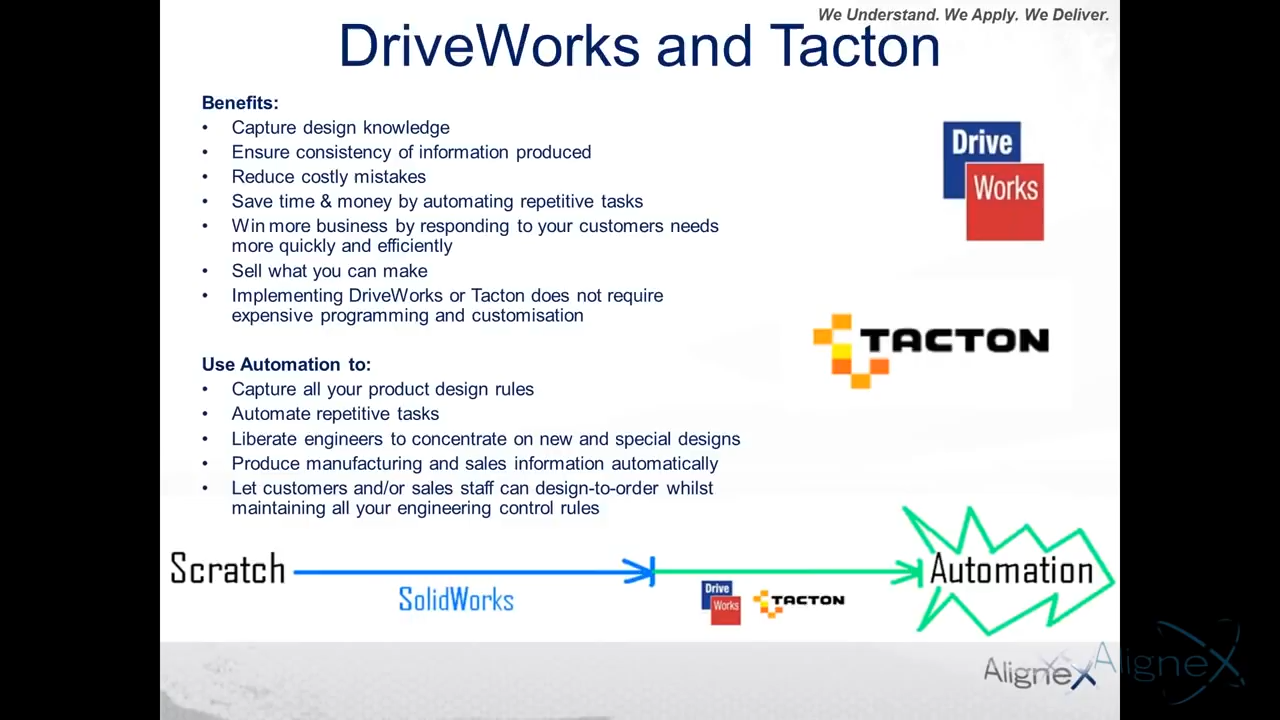 We Understand. We Apply. We Deliver.
DriveWorks and Tacton
Benefits:
• Capture design knowledge
• Ensure consistency of information produced
• Reduce costly mistakes
• Save time & money by automating repetitive tasks
• Win more business by responding to your customers needs
more quickly and efficiently
• Sell what you can make
• Implementing DriveWorks or Tacton does not require
expensive programming and customisation
Drive
Works
TACTON
Use Automation to:
• Capture all your product design rules
• Automate repetitive tasks
• Liberate engineers to concentrate on new and special designs
• Produce manufacturing and sales information automatically
• Let customers and/or sales staff can design-to-order whilst
maintaining all your engineering control rules
Scratch
SolidWorks
Drive
Works
TACTON
Automation
AligneX
AligneX